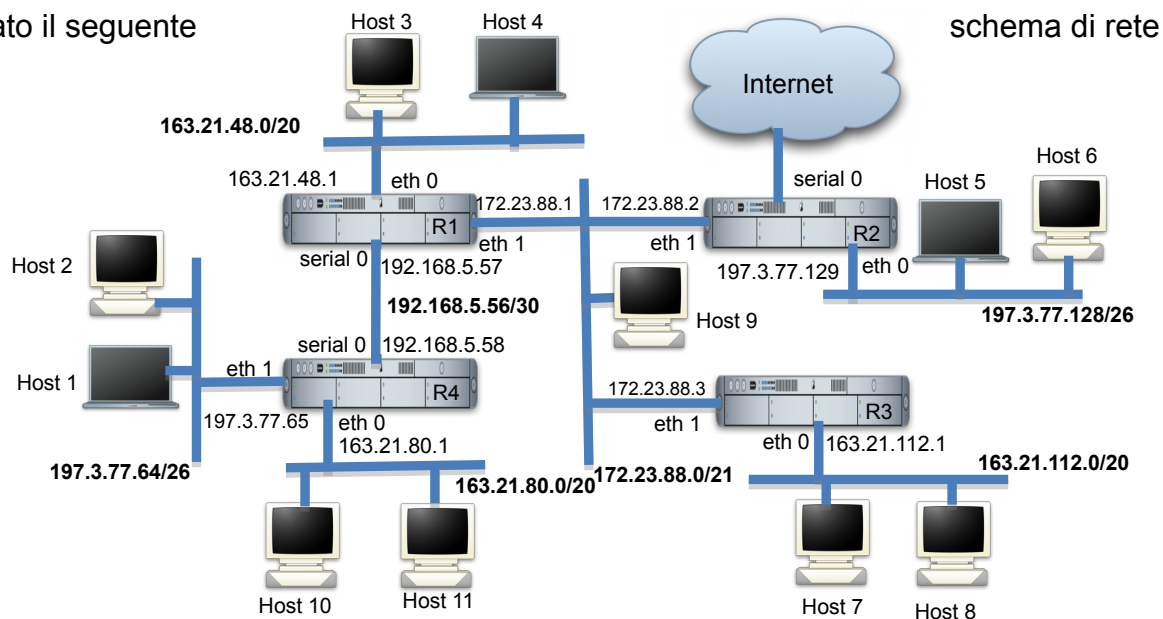 ato il seguente
schema di rete
Host 3
Host 4
Internet
163.21.48.0/20
Host 6
Host 5
serial 0
163.21.48.1
eth 0
172.23.88.1
172.23.88.2
R1
R2
eth 1
eth 1
eth 0
serial 0
192.168.5.57
197.3.77.129
Host 2
192.168.5.56/30
197.3.77.128/26
Host 9
serial 0
192.168.5.58
Host 1
eth 1
172.23.88.3
R4
R3
197.3.77.65
eth 0
eth 1
eth 0
163.21.80.1
163.21.112.1
197.3.77.64/26
163.21.80.0/20
172.23.88.0/21
163.21.112.0/20
Host 10
Host 11
Host 7
Host 8